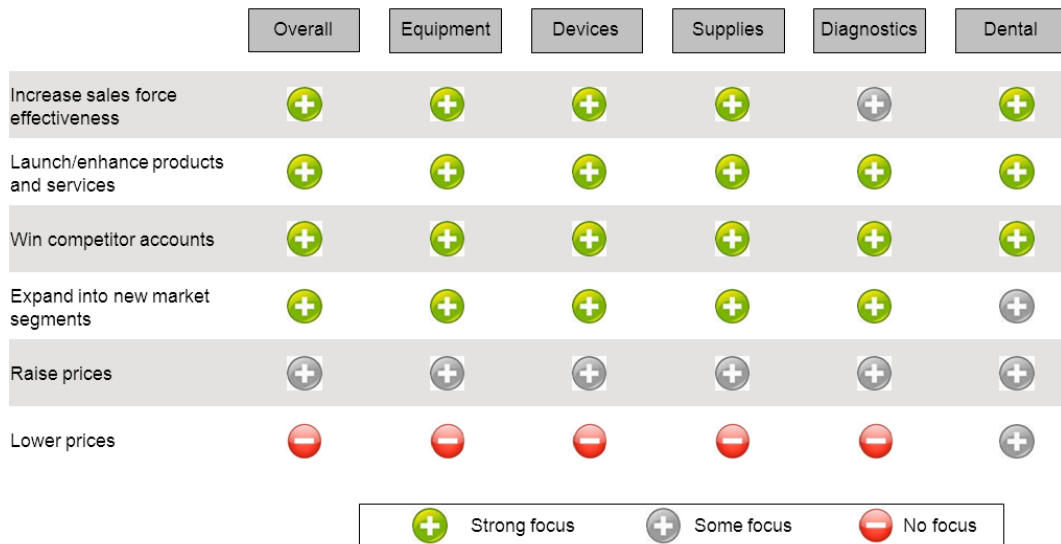 Overall Equipment Devices Supplies Diagnostics Dental
Increase sales force
effectiveness
Launch/enhance products
and services
Win competitor accounts
Expand into new market
segments
Raise prices
Lower prices
Strong focus Some focus No focus